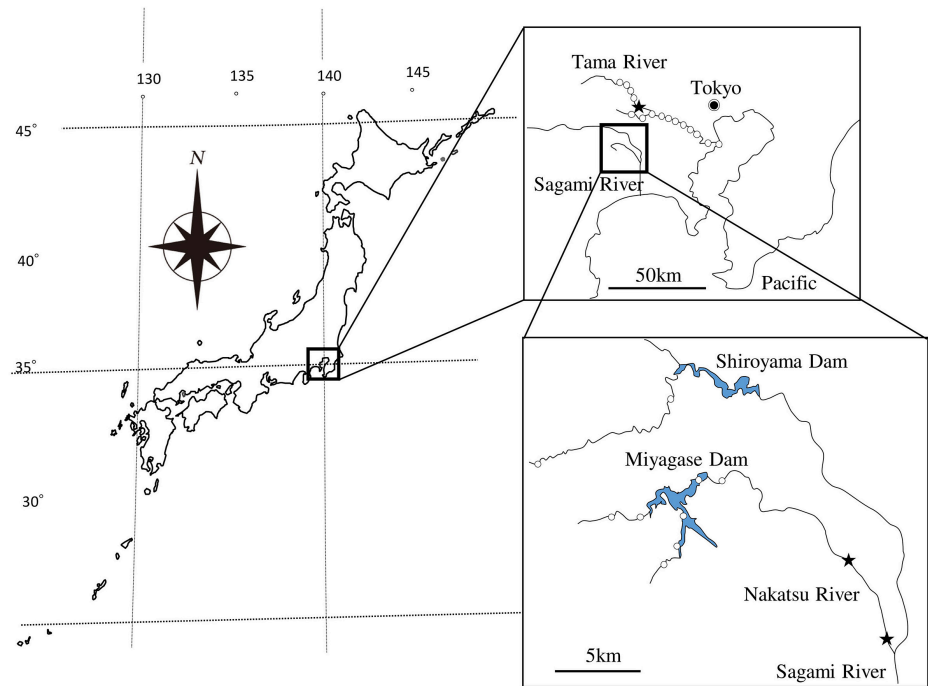 130
135
140
145
45°
40°
35°
30°
N
Tama River
Tokyo
Sagami River
50km
Pacific
Shiroyama Dam
Miyagase Dam
Nakatsu River
5km
Sagami River